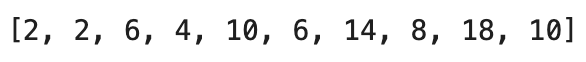 [2, 2, 6, 4, 10, 6, 14, 8, 18, 10]